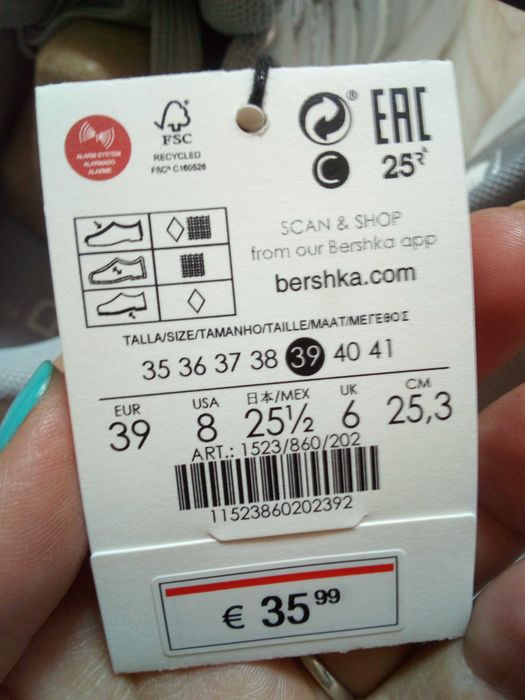 ALARM SYSTEM
ALARMADO
ALARME
FSC
RECYCLED
FSC® C160526
®
C
EAC
25
SCAN & SHOP
from our Bershka app
bershka.com
TALLA/SIZE/TAMANHO/TAILLE/MAAT/ΜΕΓΕΘΟΣ
35 36 37 38 39 40 41
EUR USA 日本/MEX UK CM
39 8 25½ 6 25,3
ART.: 1523/860/202
11523860202392
€ 35 99